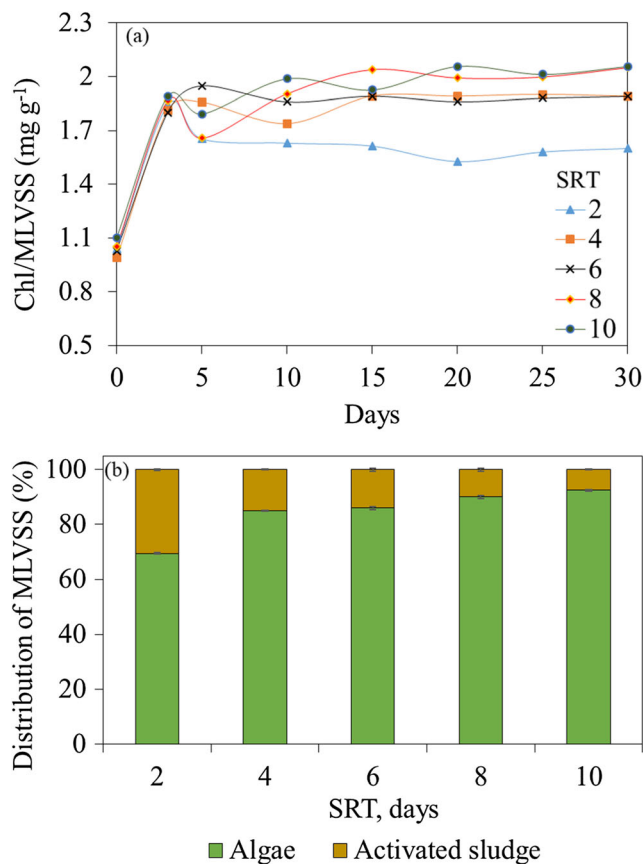 (a)
Chl/MLVSS (mg g⁻¹)
2.3
2
1.7
1.4
1.1
0.8
0.5
SRT
2
4
6
8
10
0 5 10 15 20 25 30
Days
(b)
Distribution of MLVSS (%)
100
80
60
40
20
0
2 4 6 8 10
SRT, days
Algae Activated sludge